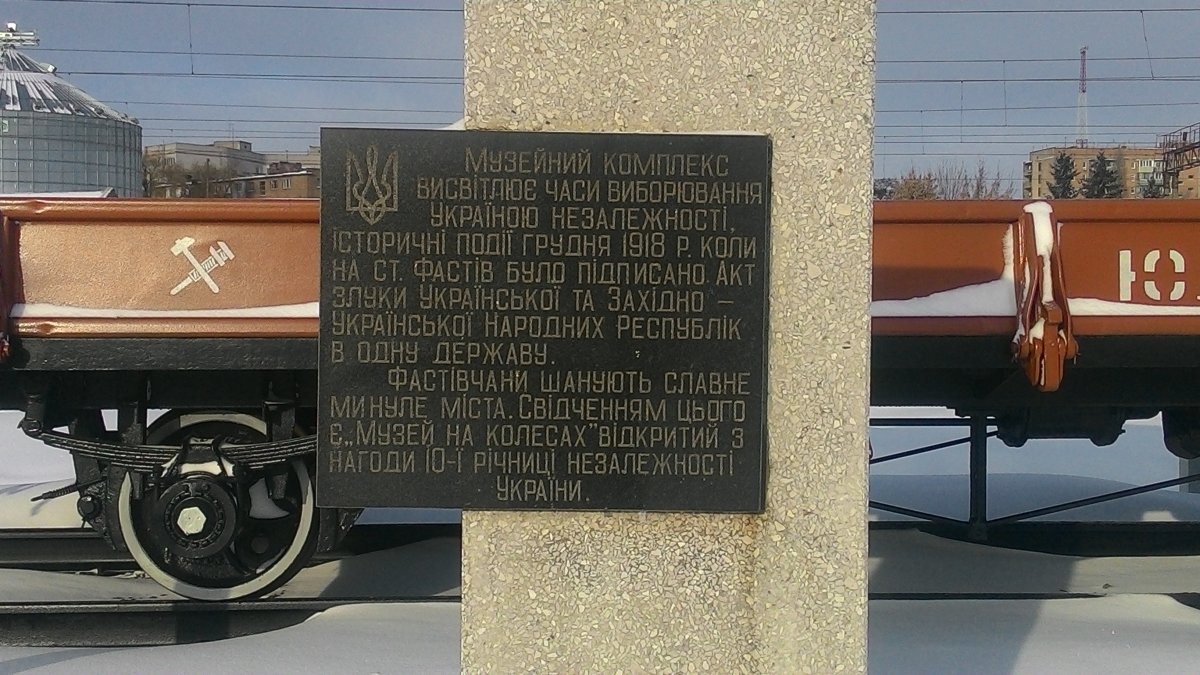 Музейний комплекс
висвітлює часи виборювання
Україною незалежності,
історичні події грудня 1918 р. коли
на ст. Фастів було підписано Акт
злуки Української та Західно –
Української Народних Республік
в одну державу.
Фастівчани шанують славне
минуле міста. Свідченням цього
є „Музей на колесах" відкритий з
нагоди 10-ї річниці незалежності
України.
Ю